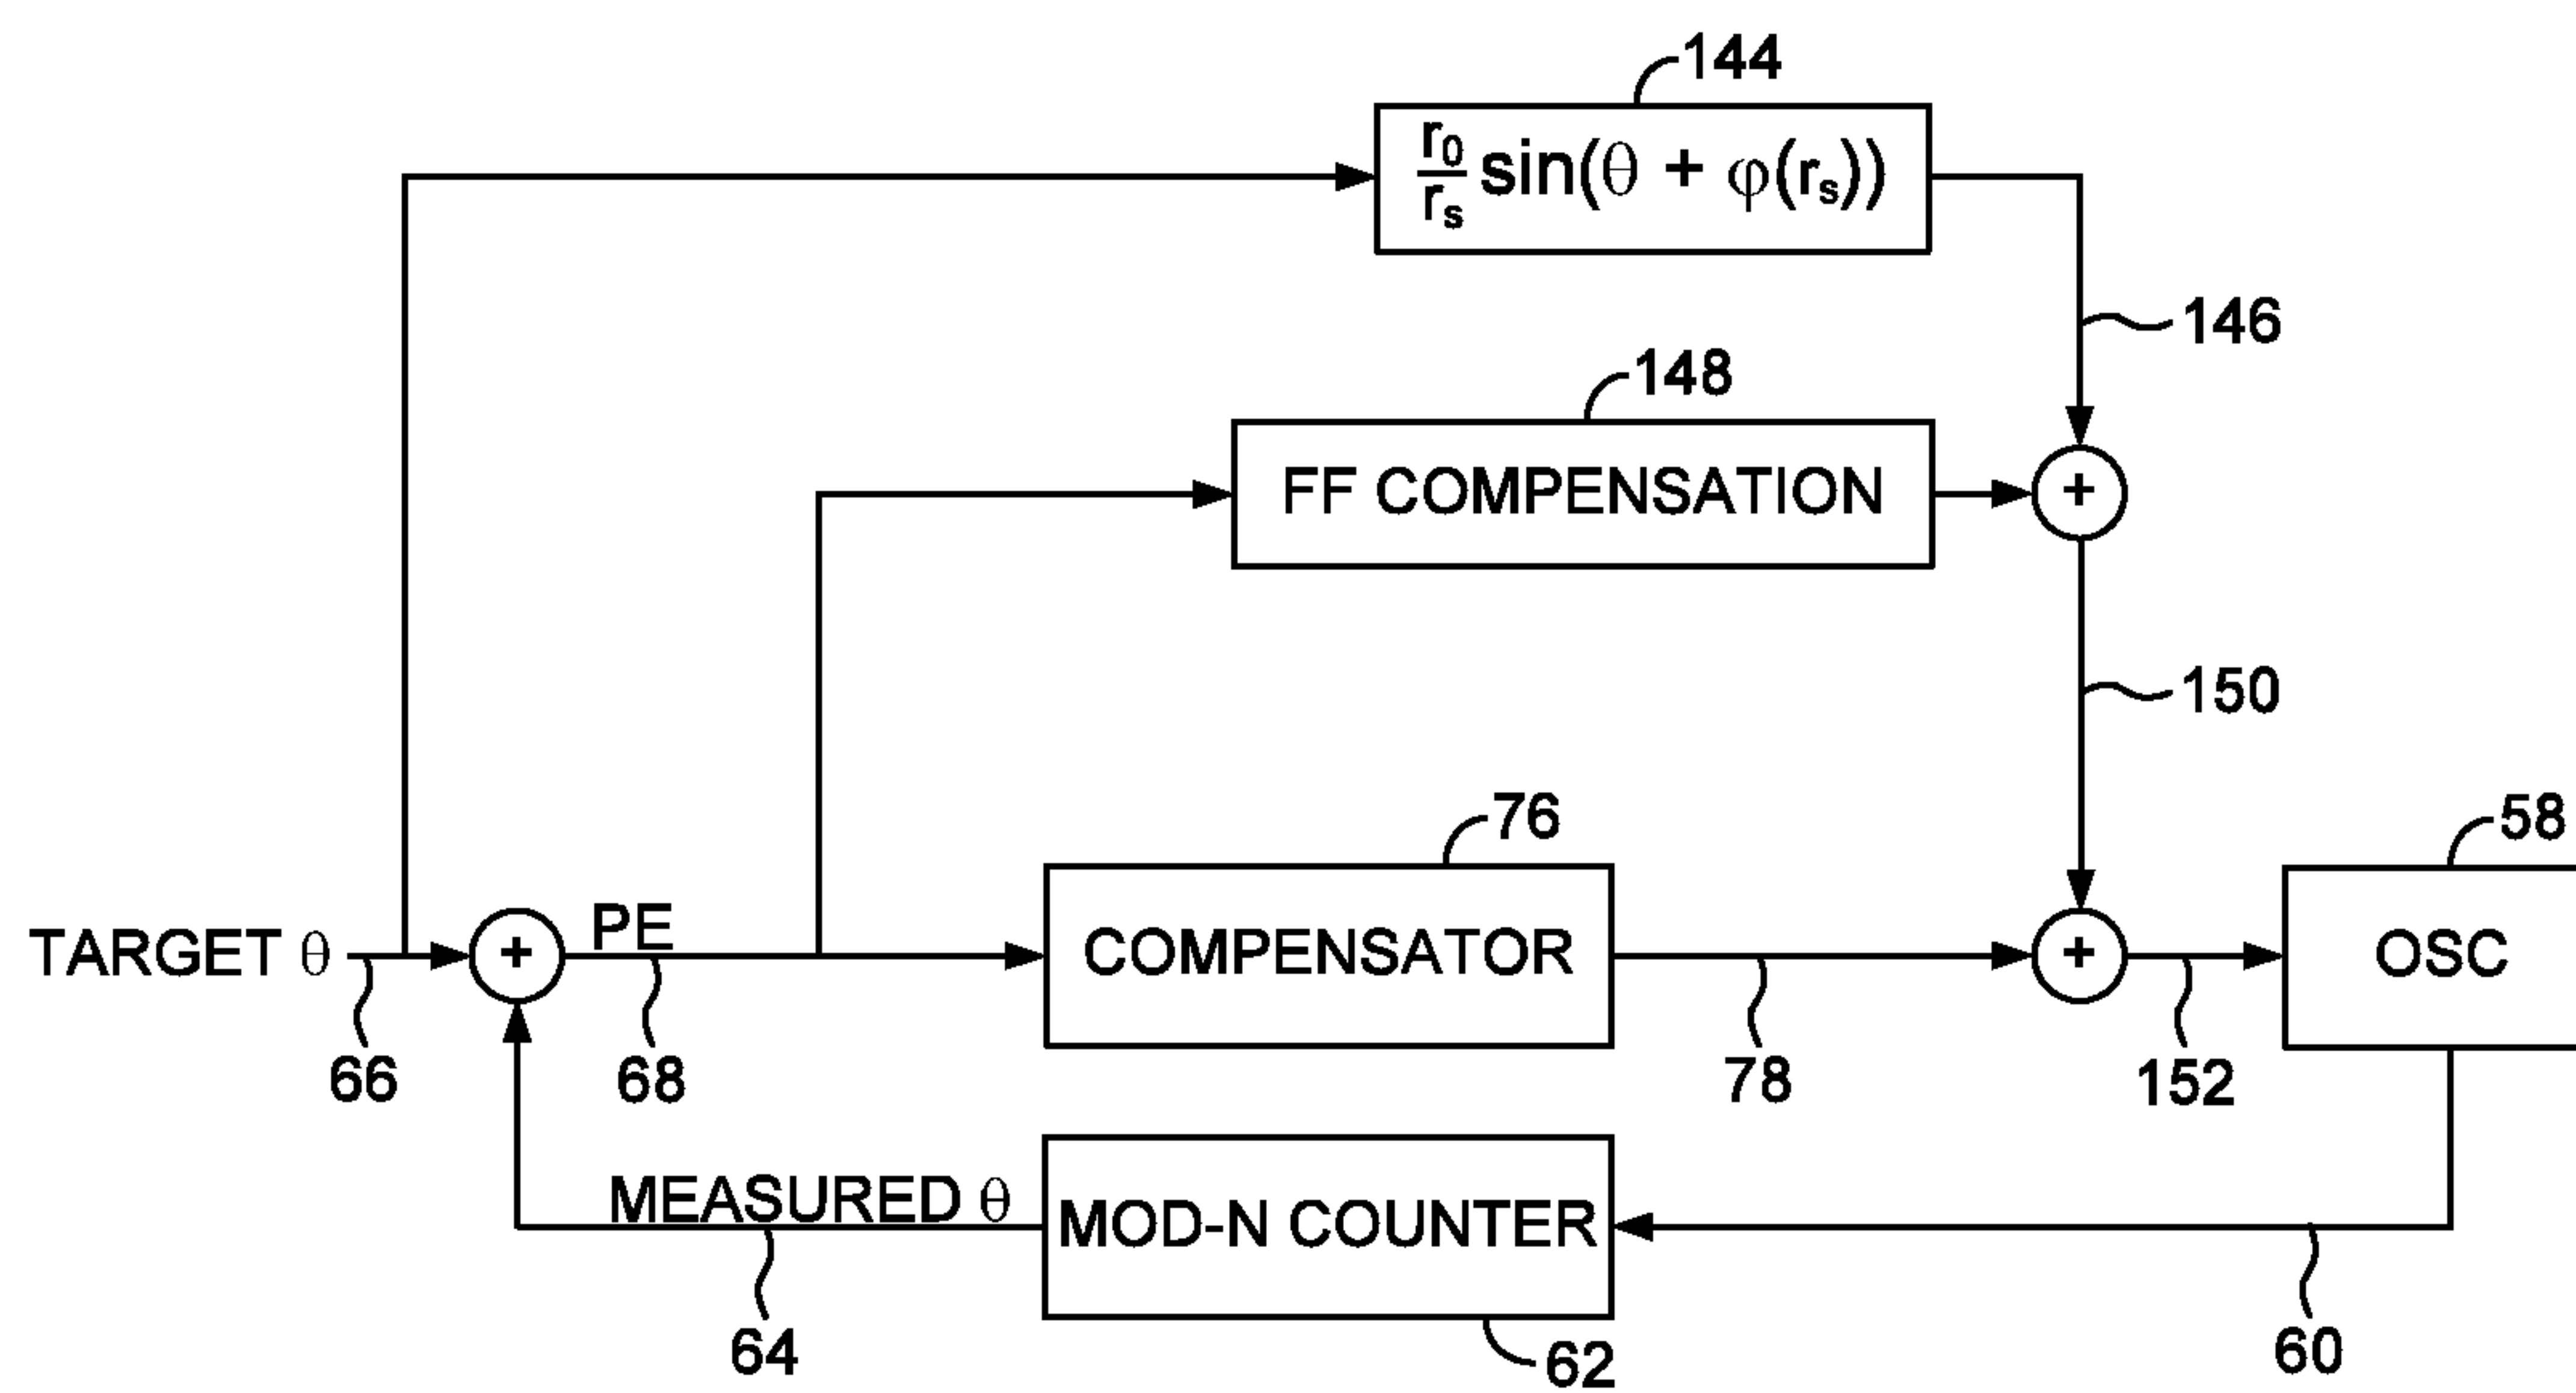 144
r₀/rₛ sin(θ + φ(rₛ))
146
148
FF COMPENSATION
+
150
76
58
TARGET θ
+
PE
COMPENSATOR
+
OSC
66
68
78
152
MEASURED θ
MOD-N COUNTER
64
62
60